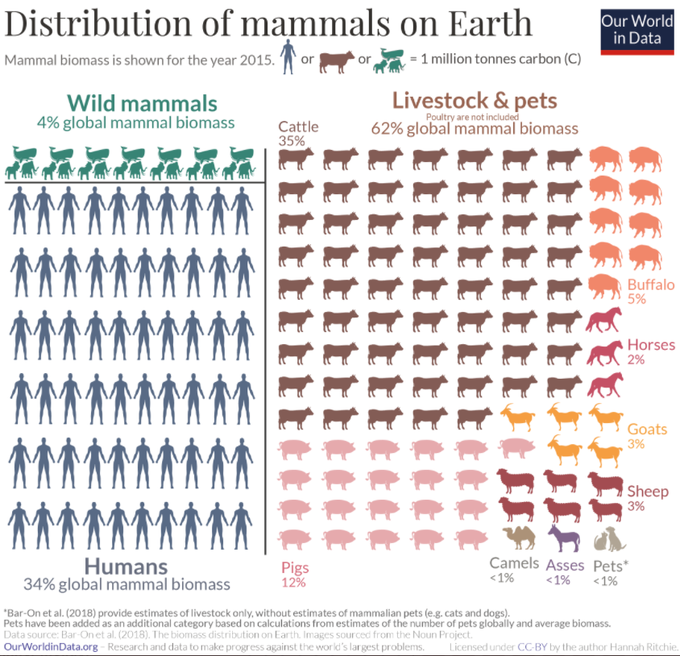 Distribution of mammals on Earth
Our World
in Data
Mammal biomass is shown for the year 2015. or or = 1 million tonnes carbon (C)
Wild mammals
4% global mammal biomass
Livestock & pets
Poultry are not included
62% global mammal biomass
Cattle
35%
Buffalo
5%
Horses
2%
Goats
3%
Sheep
3%
Humans
34% global mammal biomass
Pigs
12%
Camels
<1%
Asses
<1%
Pets*
<1%
*Bar-On et al. (2018) provide estimates of livestock only, without estimates of mammalian pets (e.g. cats and dogs).
Pets have been added as an additional category based on calculations from estimates of the number of pets globally and average biomass.
Data source: Bar-On et al. (2018). The biomass distribution on Earth. Images sourced from the Noun Project.
OurWorldinData.org – Research and data to make progress against the world's largest problems. Licensed under CC-BY by the author Hannah Ritchie.